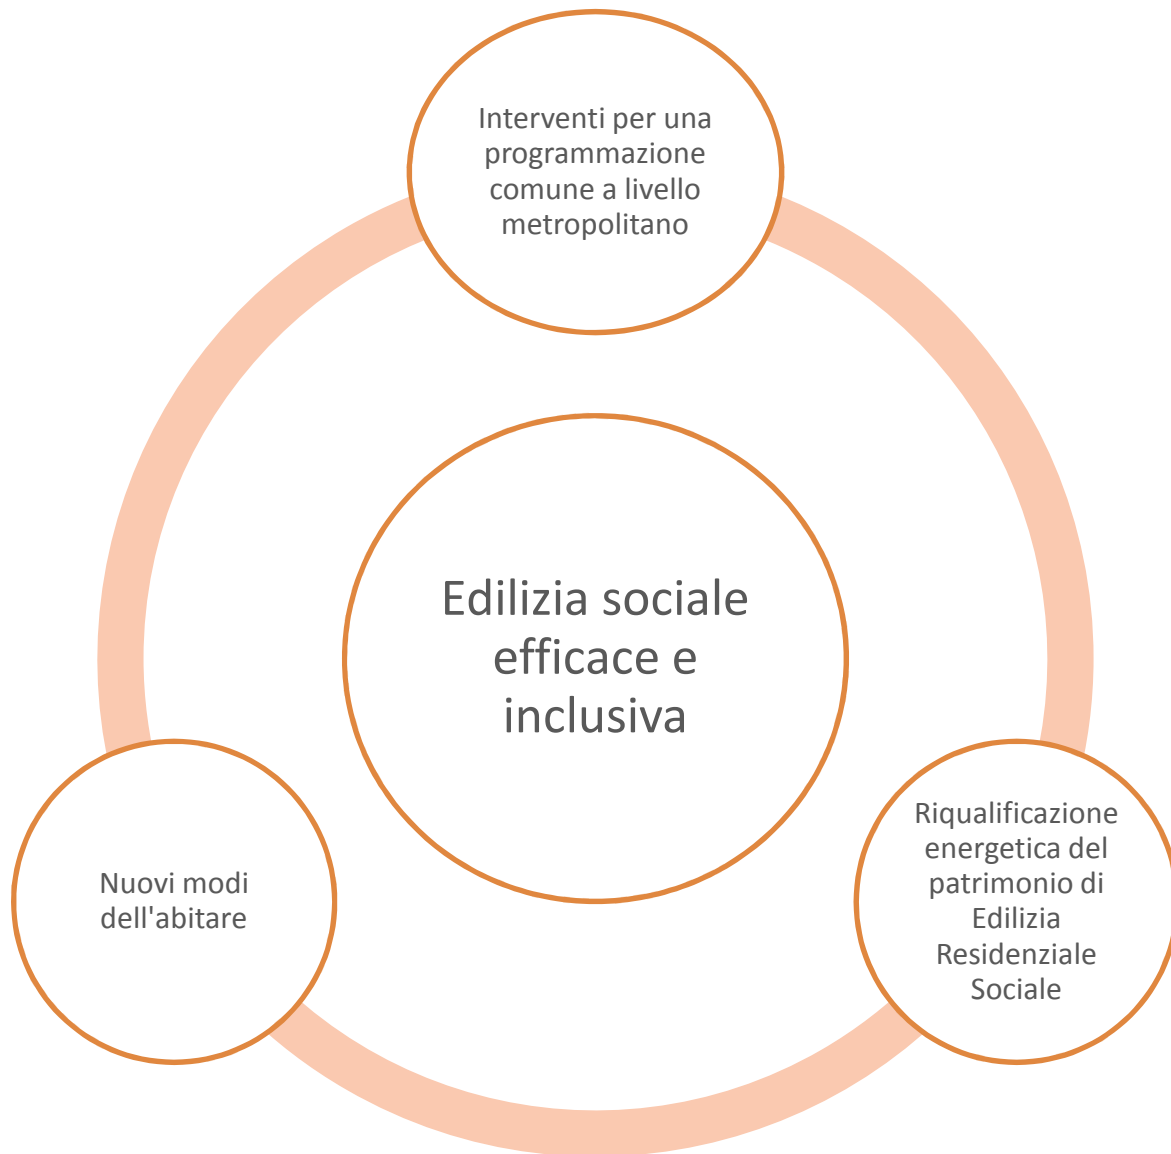 Interventi per una
programmazione
comune a livello
metropolitano
Edilizia sociale
efficace e
inclusiva
Nuovi modi
dell'abitare
Riqualificazione
energetica del
patrimonio di
Edilizia
Residenziale
Sociale